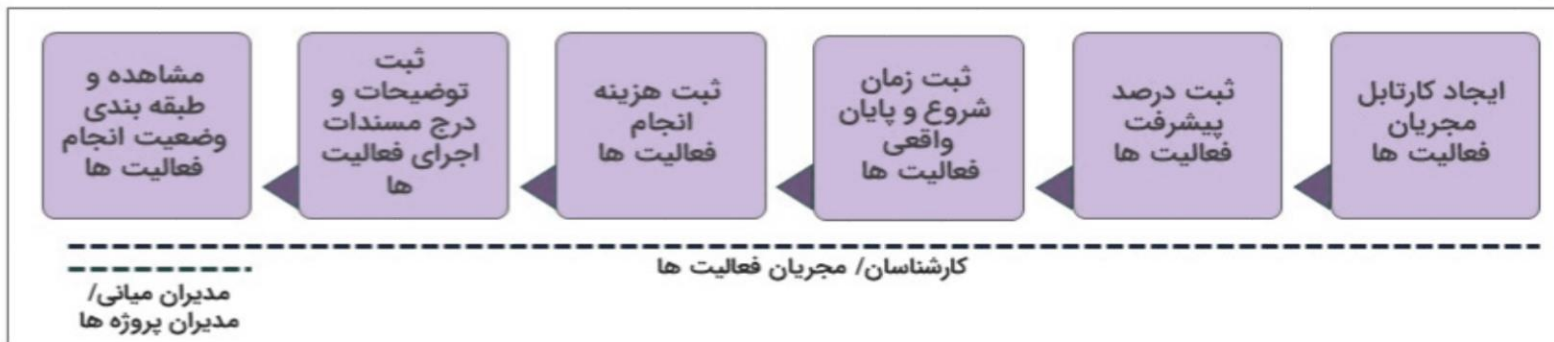 ایجاد کارتابل
مجریان
فعالیت ها
ثبت درصد
پیشرفت
فعالیت ها
ثبت زمان
شروع و پایان
واقعی
فعالیت ها
ثبت هزینه
انجام
فعالیت ها
ثبت
توضیحات و
درج مسندات
اجرای فعالیت
ها
مشاهده و
طبقه بندی
وضعیت انجام
فعالیت ها
کارشناسان/ مجریان فعالیت ها
مدیران میانی/
مدیران پروژه ها